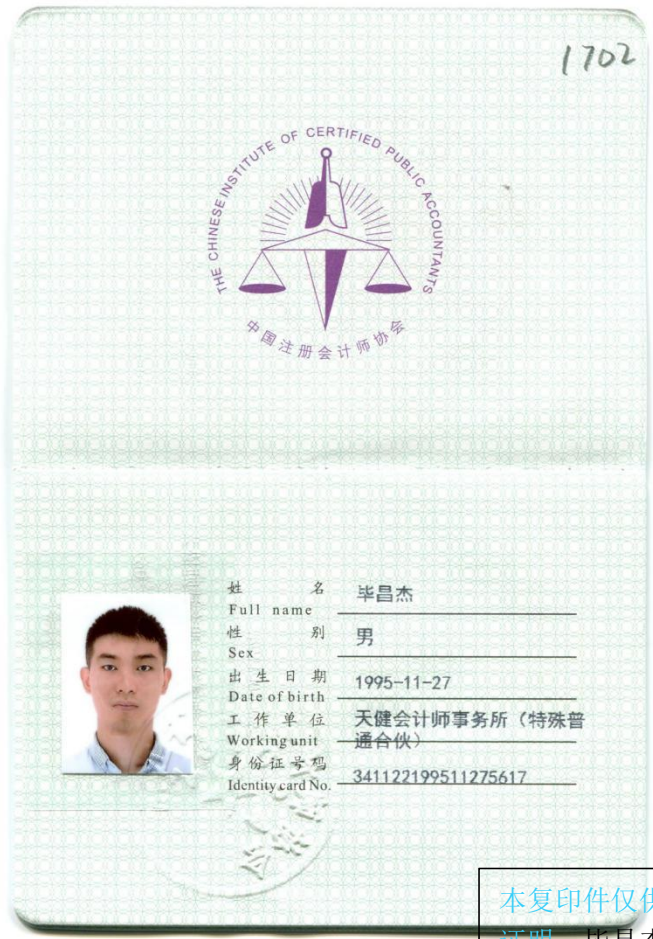 1702
THE CHINESE INSTITUTE OF CERTIFIED PUBLIC ACCOUNTANTS
中国注册会计师协会
姓 名 毕昌杰
Full name
性 别 男
Sex
出生日期 1995-11-27
Date of birth
工作单位 天健会计师事务所（特殊普
Working unit 通合伙）
身份证号码 341122199511275617
Identity card No.
本复印件仅供